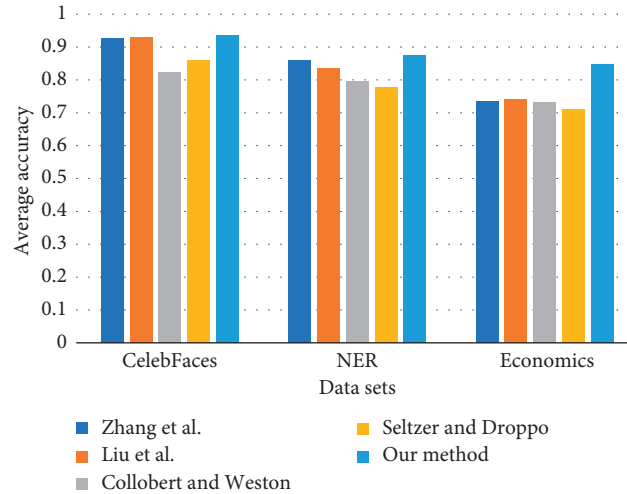 1
0.9
0.8
0.7
0.6
0.5
0.4
0.3
0.2
0.1
0
Average accuracy
CelebFaces NER Economics
Data sets
Zhang et al.
Liu et al.
Collobert and Weston
Seltzer and Droppo
Our method